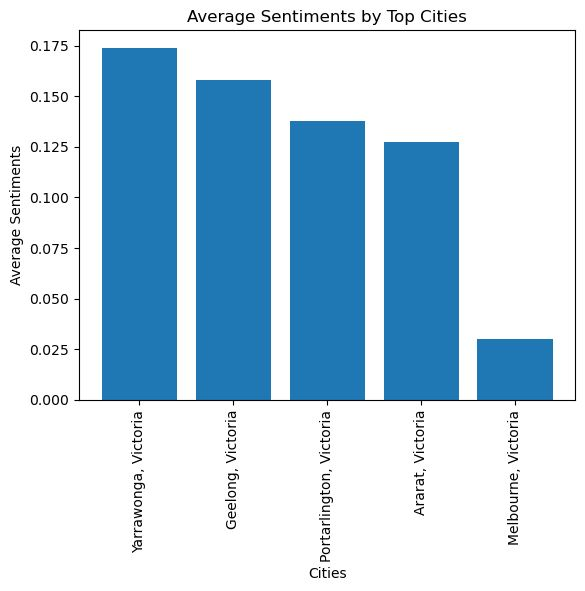 Average Sentiments by Top Cities
Average Sentiments
0.175
0.150
0.125
0.100
0.075
0.050
0.025
0.000
Yarrawonga, Victoria
Geelong, Victoria
Portarlington, Victoria
Ararat, Victoria
Melbourne, Victoria
Cities